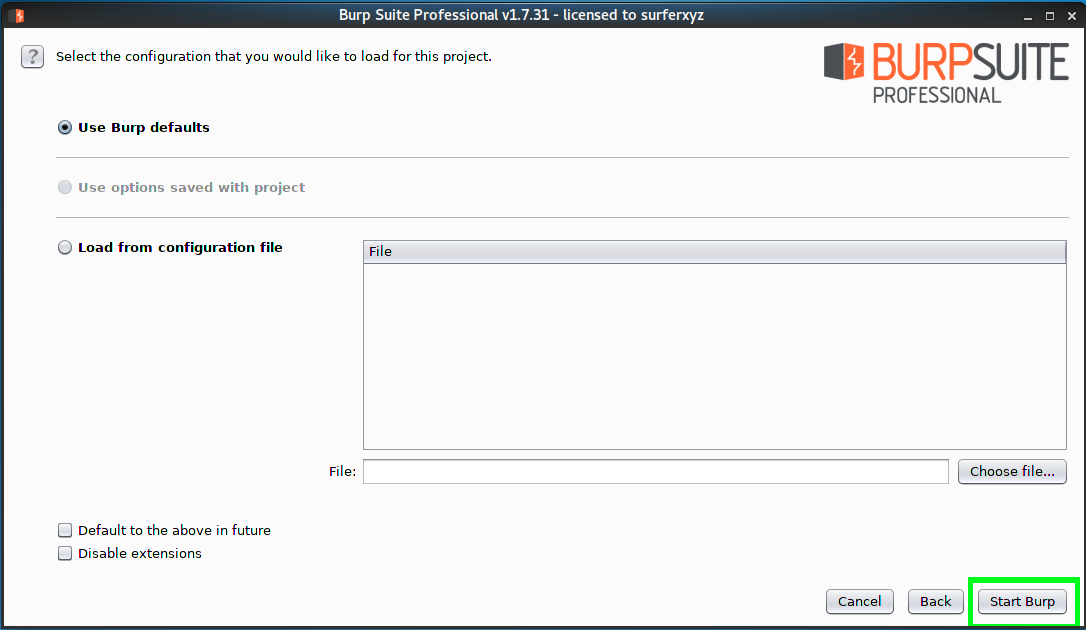 Burp Suite Professional v1.7.31 - licensed to surferxyz
? Select the configuration that you would like to load for this project.
BURPSUITE
PROFESSIONAL
Use Burp defaults
Use options saved with project
Load from configuration file
File
File:
Choose file...
Default to the above in future
Disable extensions
Cancel Back Start Burp